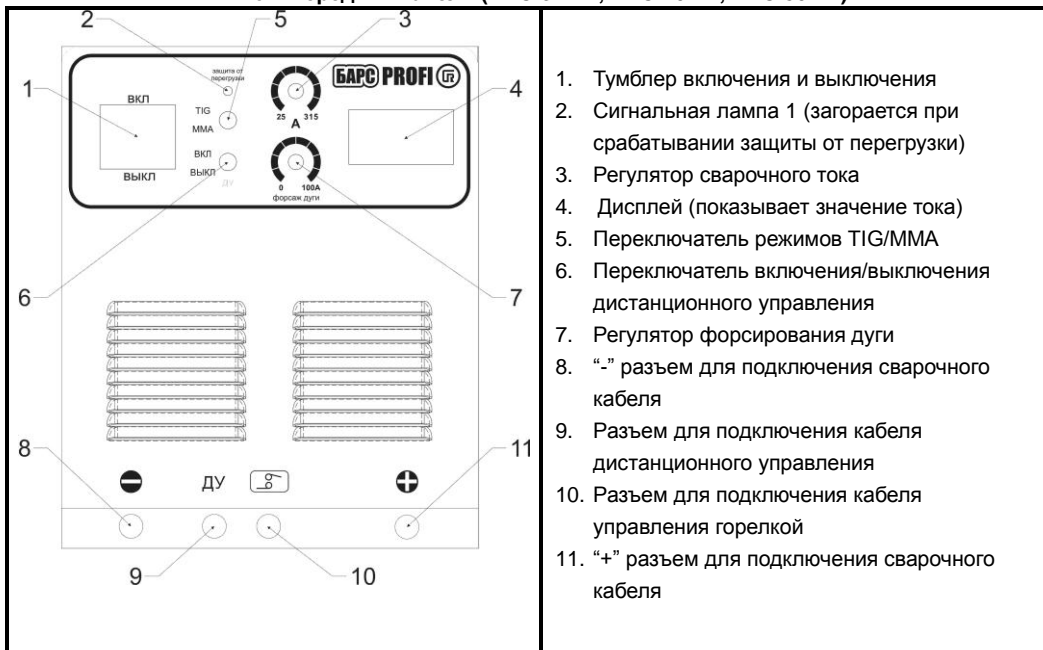 2
5
3
1
4
защита от
перегрузки
БАРС PROFI
ВКЛ
TIG
MMA
25 315
А
ВКЛ
ВЫКЛ
ВЫКЛ
ДУ
0 100А
форсаж дуги
6
7
8
11
ДУ
9
10
1. Тумблер включения и выключения
2. Сигнальная лампа 1 (загорается при
срабатывании защиты от перегрузки)
3. Регулятор сварочного тока
4. Дисплей (показывает значение тока)
5. Переключатель режимов TIG/MMA
6. Переключатель включения/выключения
дистанционного управления
7. Регулятор форсирования дуги
8. “-” разъем для подключения сварочного
кабеля
9. Разъем для подключения кабеля
дистанционного управления
10. Разъем для подключения кабеля
управления горелкой
11. “+” разъем для подключения сварочного
кабеля